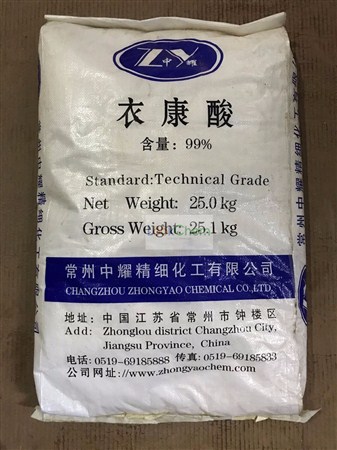 ZY
中耀
衣康酸
含量：99%
Standard:Technical Grade
Net Weight: 25.0 kg
Gross Weight: 25.1 kg
常州中耀精细化工有限公司
CHANGZHOU ZHONGYAO CHEMICAL CO.,LTD.
地址：中国江苏省常州市钟楼区
Add: Zhonglou district Changzhou City,
Jiangsu Province, China
电话：0519-69185888 传真：0519-69185833
公司网址：//www.zhongyaochem.com